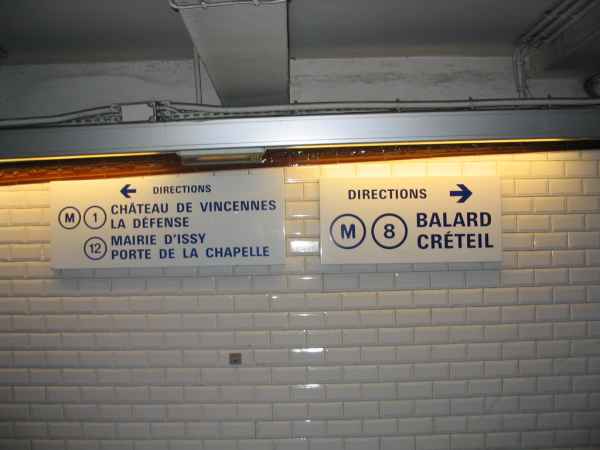 ← DIRECTIONS
M 1 CHÂTEAU DE VINCENNES
LA DÉFENSE
12 MAIRIE D'ISSY
PORTE DE LA CHAPELLE
DIRECTIONS →
M 8 BALARD
CRÉTEIL